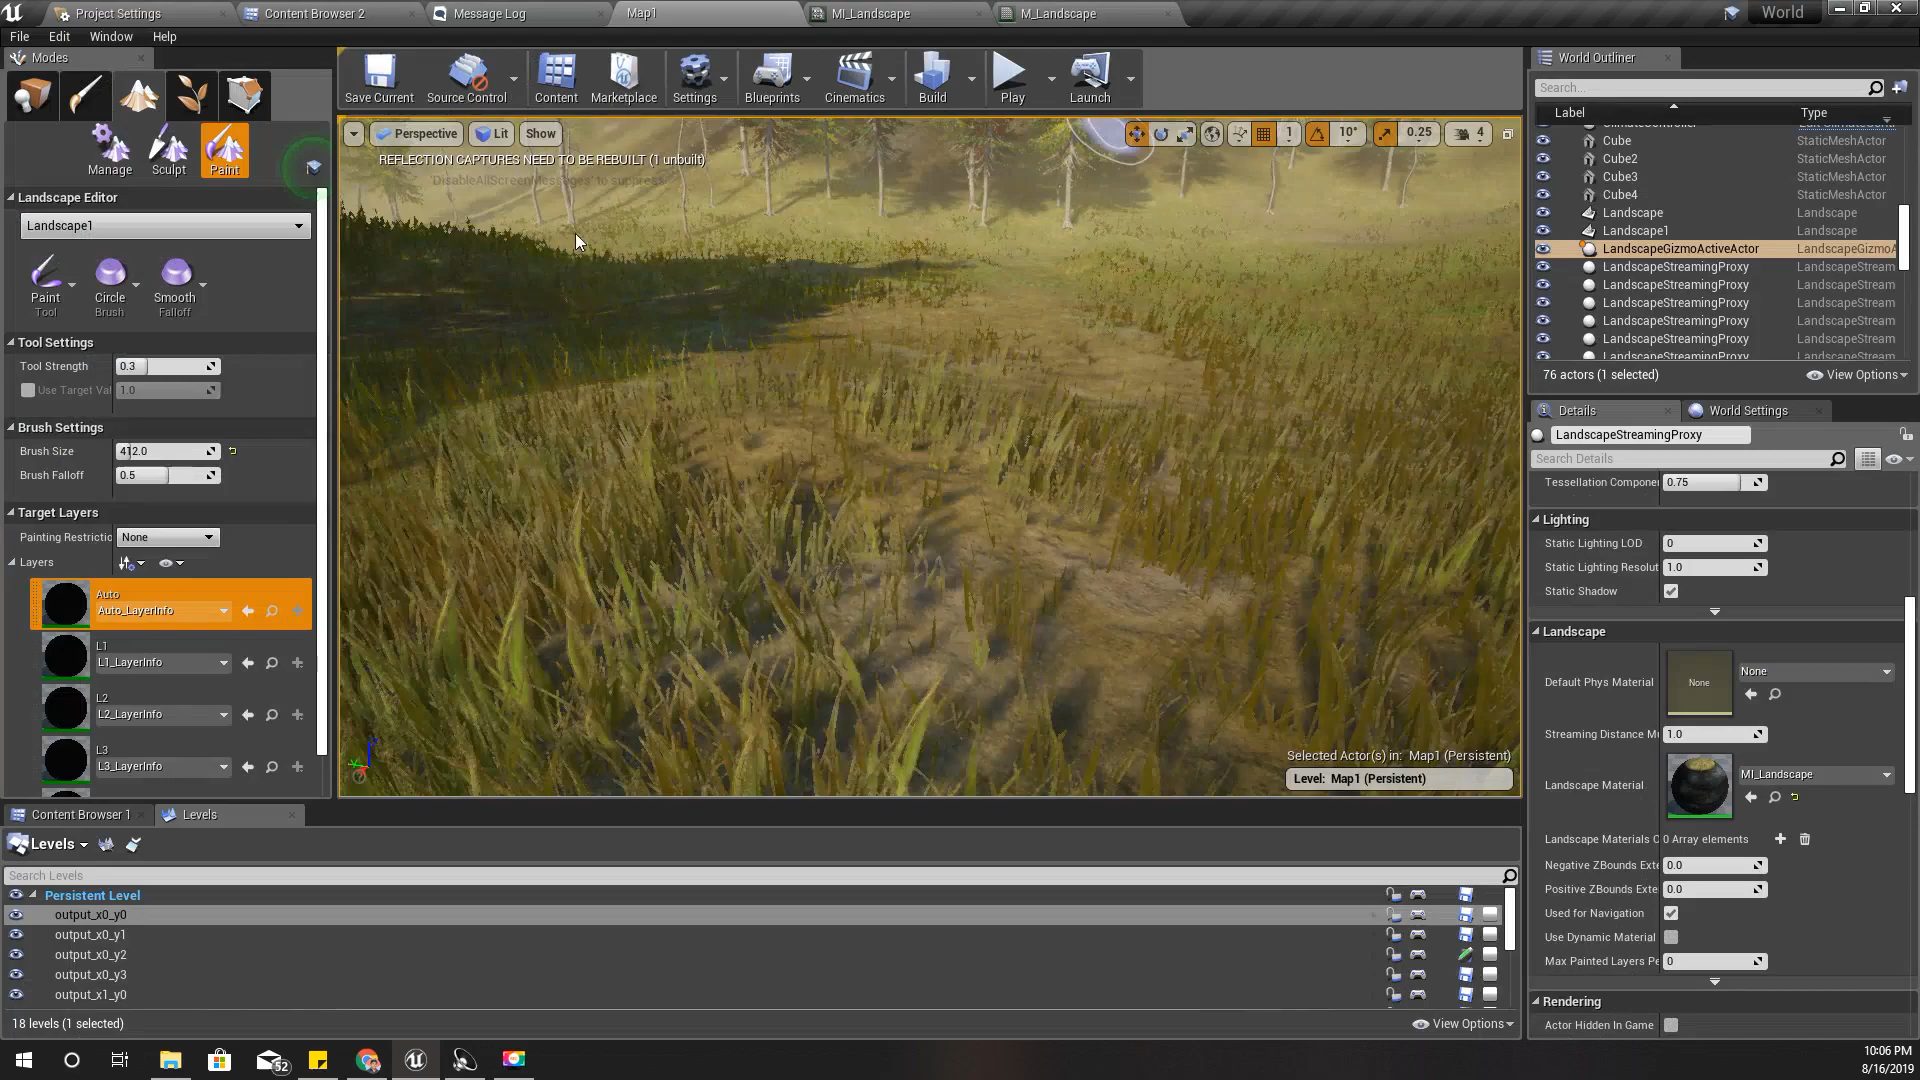 Project Settings
Content Browser 2
Message Log
Map1
MI_Landscape
M_Landscape
World
File
Edit
Window
Help
Modes
Manage
Sculpt
Paint
Save Current
Source Control
Content
Marketplace
Settings
Blueprints
Cinematics
Build
Play
Launch
Perspective
Lit
Show
1
10°
0.25
4
REFLECTION CAPTURES NEED TO BE REBUILT (1 unbuilt)
'DisableAllScreenMessages' to suppress
Landscape Editor
Landscape1
Paint
Tool
Circle
Brush
Smooth
Falloff
Tool Settings
Tool Strength
0.3
Use Target Val
1.0
Brush Settings
Brush Size
412.0
Brush Falloff
0.5
Target Layers
Painting Restrictio
None
Layers
Auto
Auto_LayerInfo
L1
L1_LayerInfo
L2
L2_LayerInfo
L3
L3_LayerInfo
Selected Actor(s) in: Map1 (Persistent)
Level: Map1 (Persistent)
World Outliner
Search...
Label
Type
Cube
StaticMeshActor
Cube2
StaticMeshActor
Cube3
StaticMeshActor
Cube4
StaticMeshActor
Landscape
Landscape
Landscape1
Landscape
LandscapeGizmoActiveActor
LandscapeGizmoA
LandscapeStreamingProxy
LandscapeStream
LandscapeStreamingProxy
LandscapeStream
LandscapeStreamingProxy
LandscapeStream
LandscapeStreamingProxy
LandscapeStream
LandscapeStreamingProxy
LandscapeStream
LandscapeStreamingProxy
LandscapeStream
76 actors (1 selected)
View Options
Details
World Settings
LandscapeStreamingProxy
Search Details
Tessellation Componen
0.75
Lighting
Static Lighting LOD
0
Static Lighting Resolut
1.0
Static Shadow
Landscape
Default Phys Material
None
None
Streaming Distance Mu
1.0
Landscape Material
MI_Landscape
Landscape Materials O
0 Array elements
Negative ZBounds Exte
0.0
Positive ZBounds Exte
0.0
Used for Navigation
Use Dynamic Material
Max Painted Layers Pe
0
Rendering
Actor Hidden In Game
Content Browser 1
Levels
Levels
Search Levels
Persistent Level
output_x0_y0
output_x0_y1
output_x0_y2
output_x0_y3
output_x1_y0
18 levels (1 selected)
View Options
52
10:06 PM
8/16/2019